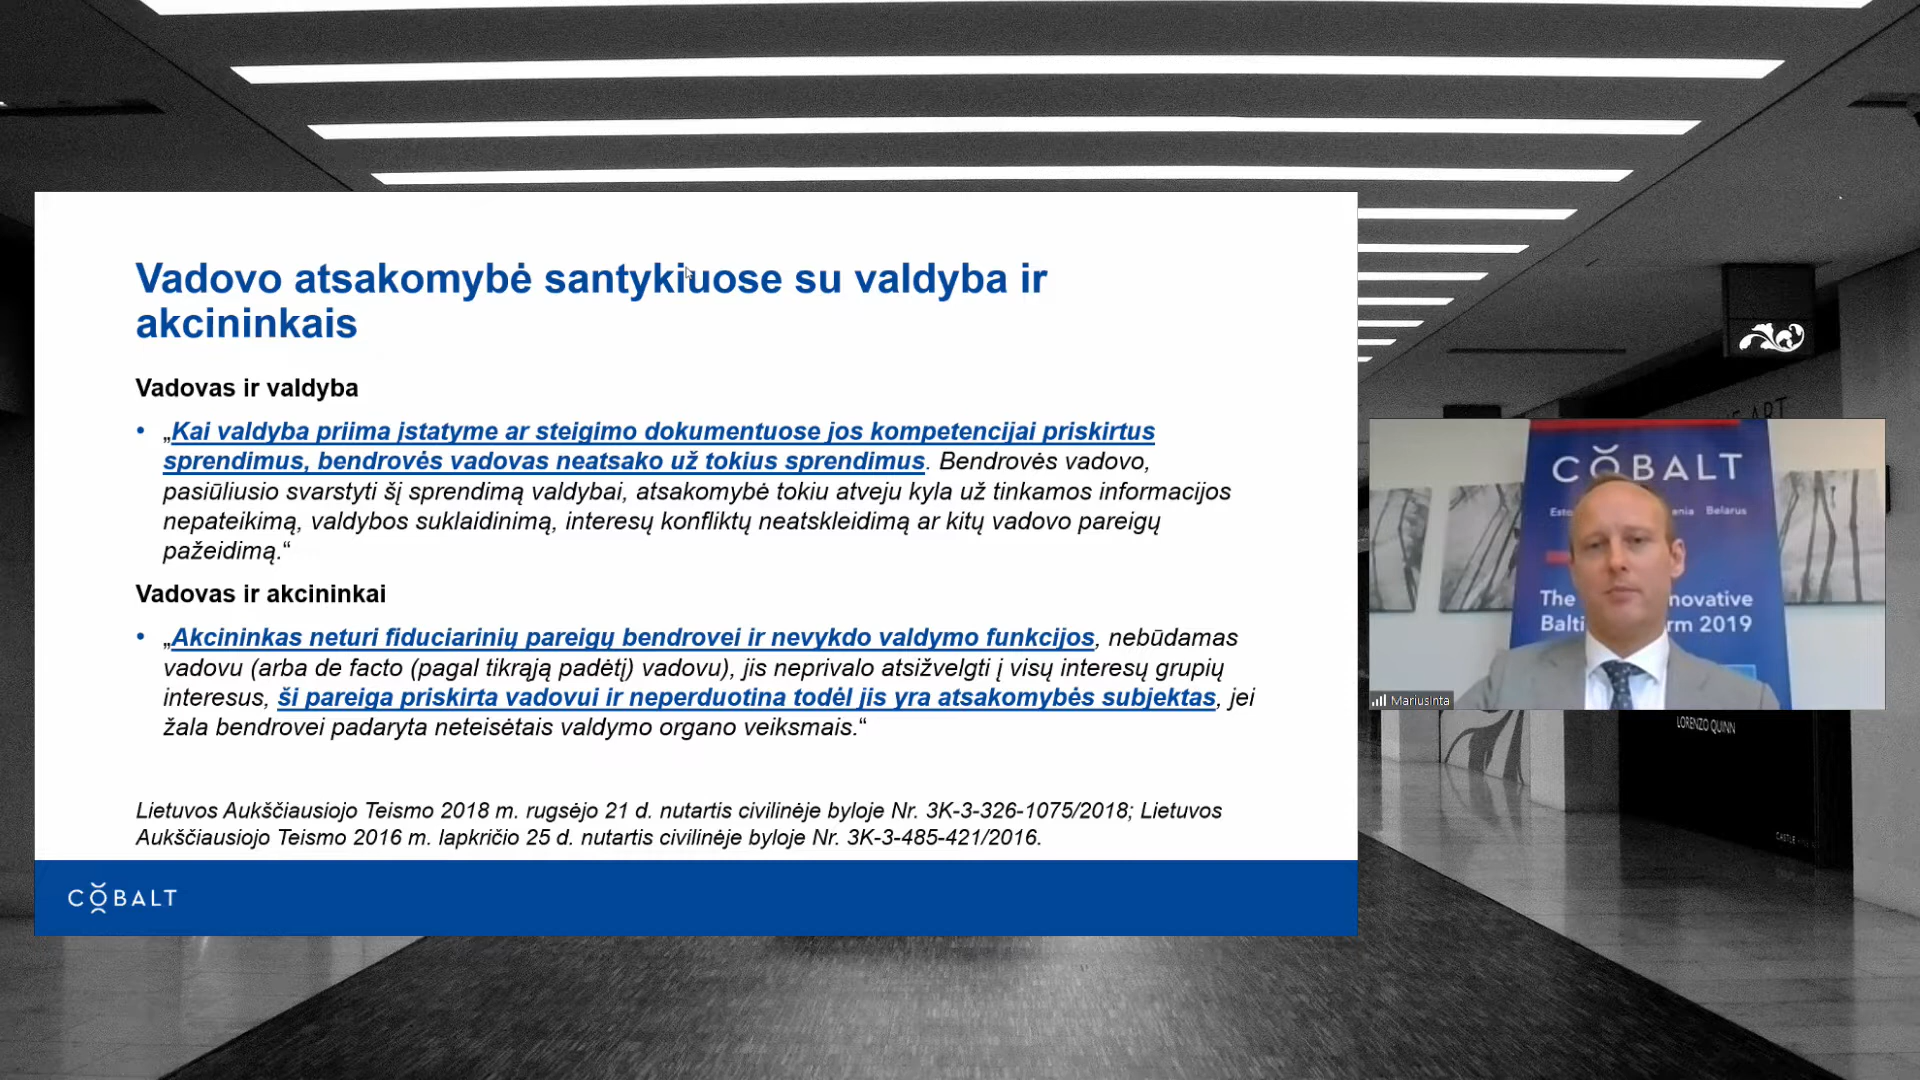 Vadovo atsakomybė santykiuose su valdyba ir
akcininkais
Vadovas ir valdyba
• „Kai valdyba priima įstatyme ar steigimo dokumentuose jos kompetencijai priskirtus
sprendimus, bendrovės vadovas neatsako už tokius sprendimus. Bendrovės vadovo,
pasiūliusio svarstyti šį sprendimą valdybai, atsakomybė tokiu atveju kyla už tinkamos informacijos
nepateikimą, valdybos suklaidinimą, interesų konfliktų neatskleidimą ar kitų vadovo pareigų
pažeidimą.“
Vadovas ir akcininkai
• „Akcininkas neturi fiduciarinių pareigų bendrovei ir nevykdo valdymo funkcijos, nebūdamas
vadovu (arba de facto (pagal tikrąją padėtį) vadovu), jis neprivalo atsižvelgti į visų interesų grupių
interesus, ši pareiga priskirta vadovui ir neperduotina todėl jis yra atsakomybės subjektas, jei
žala bendrovei padaryta neteisėtais valdymo organo veiksmais.“
Lietuvos Aukščiausiojo Teismo 2018 m. rugsėjo 21 d. nutartis civilinėje byloje Nr. 3K-3-326-1075/2018; Lietuvos
Aukščiausiojo Teismo 2016 m. lapkričio 25 d. nutartis civilinėje byloje Nr. 3K-3-485-421/2016.
COBALT
COBALT
Belarus
The
Balti
2019
MariusInta
ART
LORENZO QUINN